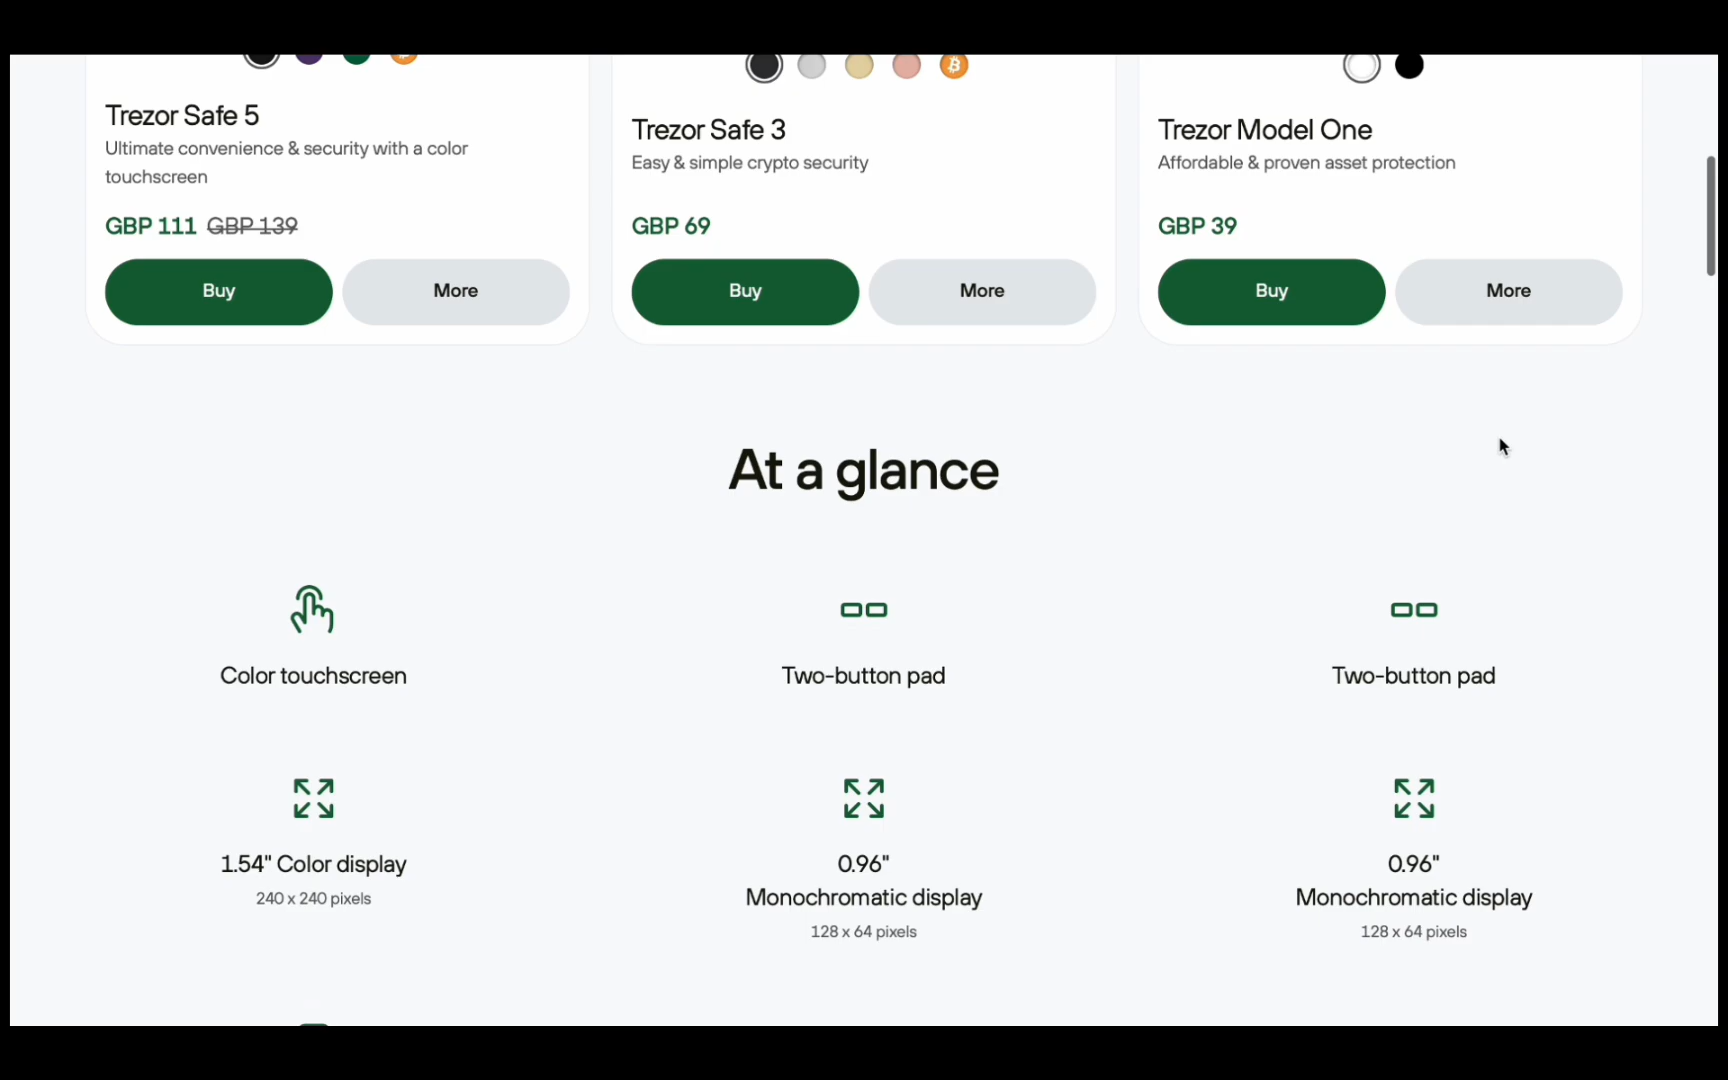 Trezor Safe 5
Ultimate convenience & security with a color
touchscreen
GBP 111 GBP 139
Buy
More
Trezor Safe 3
Easy & simple crypto security
GBP 69
Buy
More
Trezor Model One
Affordable & proven asset protection
GBP 39
Buy
More
At a glance
Color touchscreen
Two-button pad
Two-button pad
1.54" Color display
240 x 240 pixels
0.96"
Monochromatic display
128 x 64 pixels
0.96"
Monochromatic display
128 x 64 pixels